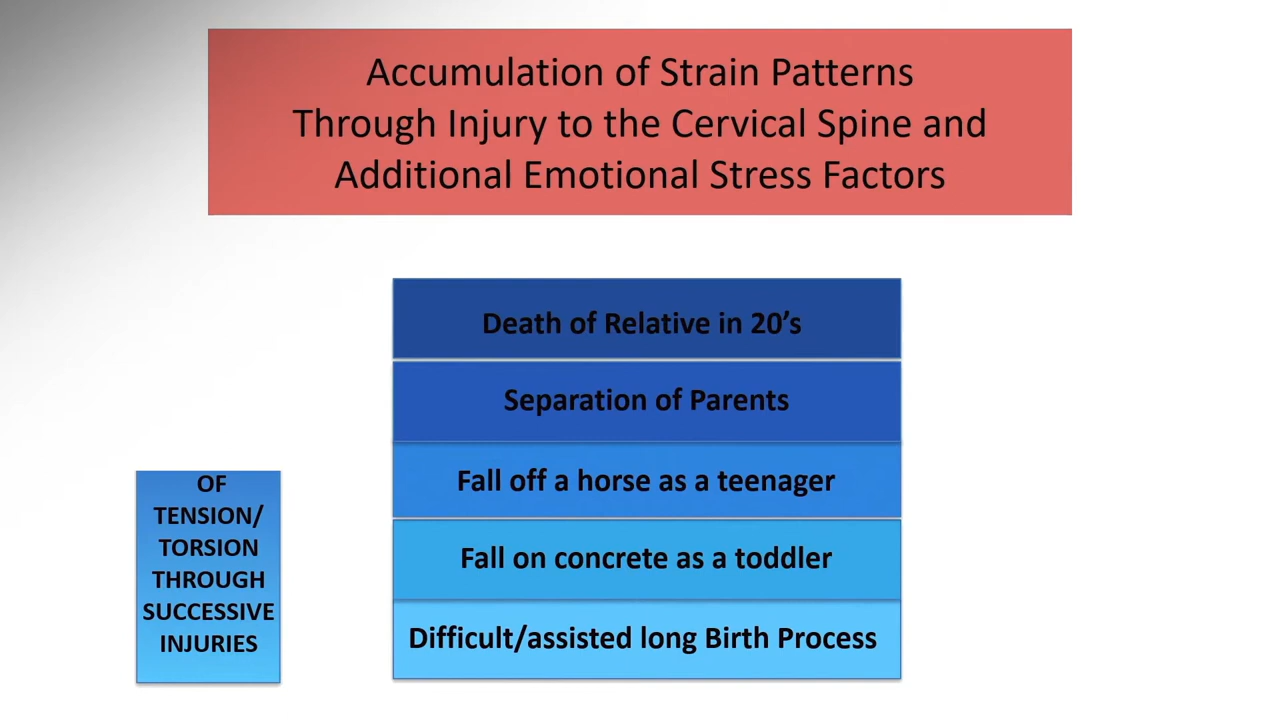 Accumulation of Strain Patterns
Through Injury to the Cervical Spine and
Additional Emotional Stress Factors
Death of Relative in 20’s
Separation of Parents
Fall off a horse as a teenager
Fall on concrete as a toddler
Difficult/assisted long Birth Process
OF
TENSION/
TORSION
THROUGH
SUCCESSIVE
INJURIES